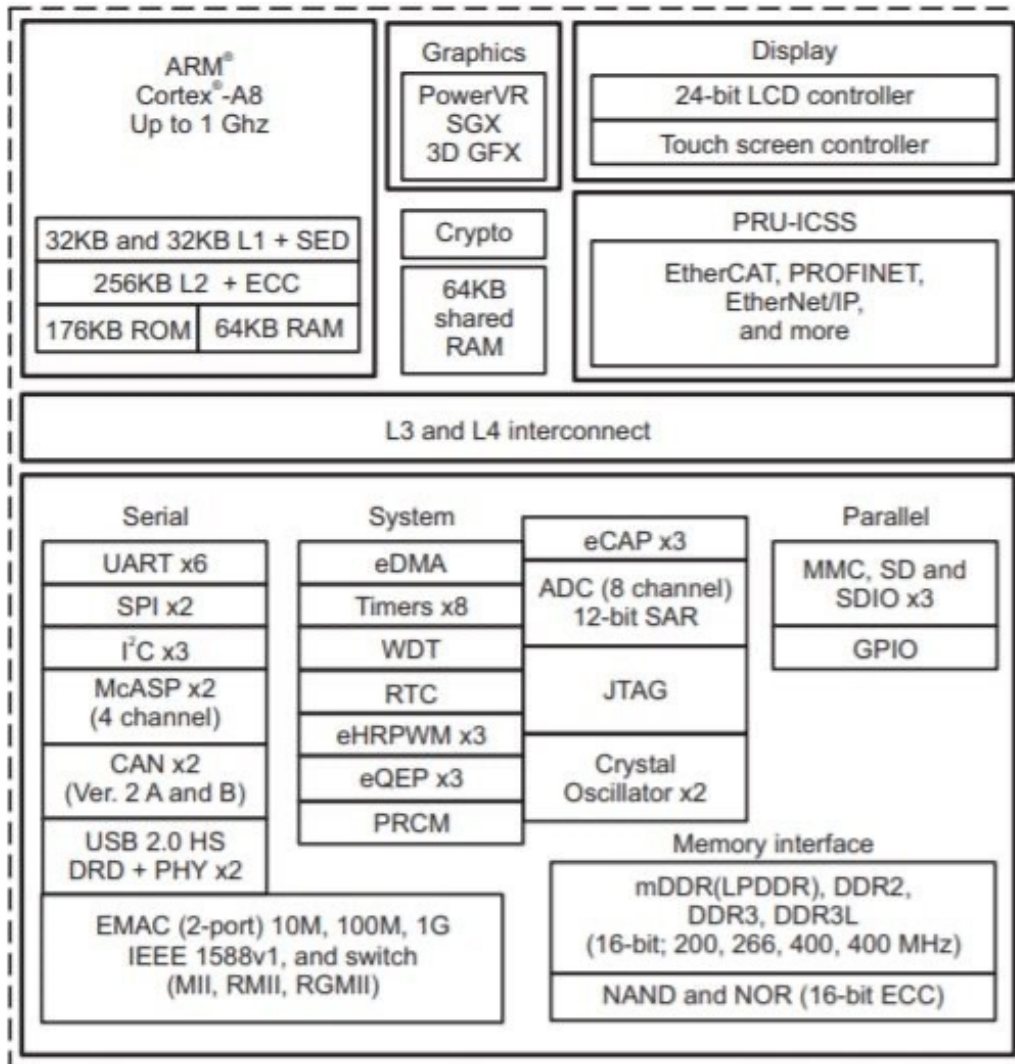 ARM®
Cortex®-A8
Up to 1 Ghz
32KB and 32KB L1 + SED
256KB L2 + ECC
176KB ROM
64KB RAM
Graphics
PowerVR
SGX
3D GFX
Crypto
64KB
shared
RAM
Display
24-bit LCD controller
Touch screen controller
PRU-ICSS
EtherCAT, PROFINET,
EtherNet/IP,
and more
L3 and L4 interconnect
Serial
UART x6
SPI x2
I²C x3
McASP x2
(4 channel)
CAN x2
(Ver. 2 A and B)
USB 2.0 HS
DRD + PHY x2
EMAC (2-port) 10M, 100M, 1G
IEEE 1588v1, and switch
(MII, RMII, RGMII)
System
eDMA
Timers x8
WDT
RTC
eHRPWM x3
eQEP x3
PRCM
eCAP x3
ADC (8 channel)
12-bit SAR
JTAG
Crystal
Oscillator x2
Parallel
MMC, SD and
SDIO x3
GPIO
Memory interface
mDDR(LPDDR), DDR2,
DDR3, DDR3L
(16-bit; 200, 266, 400, 400 MHz)
NAND and NOR (16-bit ECC)